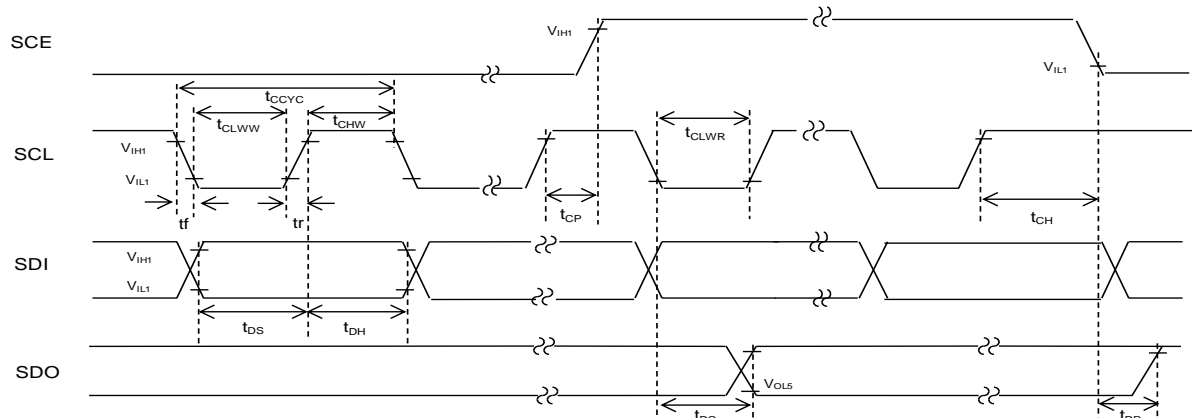 SCE
VIH1
VIL1
tCCYC
tCLWW
tCHW
tCLWR
SCL
VIH1
VIL1
tf
tr
tCP
tCH
SDI
VIH1
VIL1
tDS
tDH
SDO
VOL5